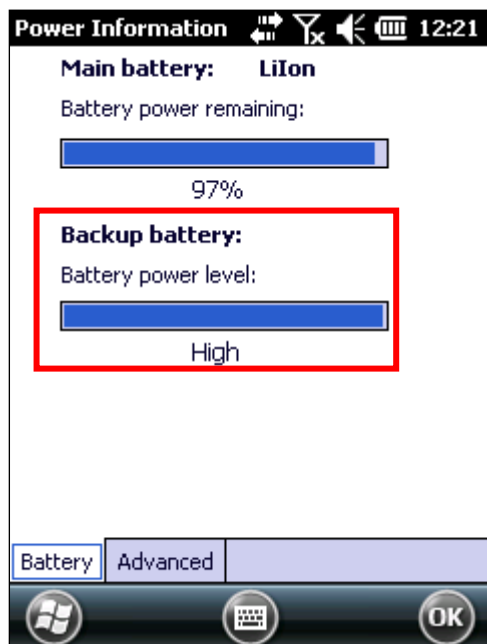 Power Information 12:21
Main battery: LiIon
Battery power remaining:
97%
Backup battery:
Battery power level:
High
Battery Advanced
OK